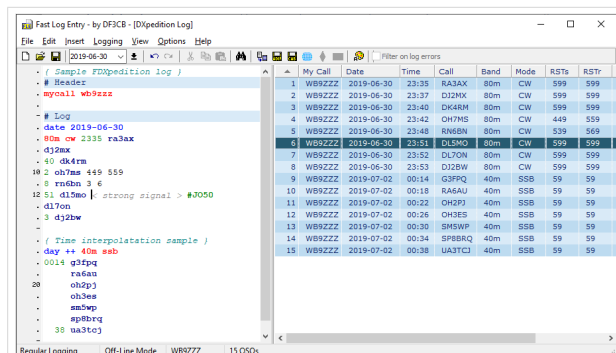 Fast Log Entry - by DF3CB - [DXpedition Log]
File Edit Insert Logging View Options Help
2019-06-30 Filter on log errors
{ Sample FDXpedition log }
# Header
mycall wb9zzz
# Log
date 2019-06-30
80m cw 2335 ra3ax
dj2mx
40 dk4rm
10 2 oh7ms 449 559
8 rn6bn 3 6
12 51 dl5mo < strong signal > #JO50
dl7on
3 dj2bw
{ Time interpolatation sample }
day ++ 40m ssb
0014 g3fpq
ra6au
20 oh2pj
oh3es
sm5wp
sp8brq
38 ua3tcj
My Call Date Time Call Band Mode RSTs RSTr
1 WB9ZZZ 2019-06-30 23:35 RA3AX 80m CW 599 599
2 WB9ZZZ 2019-06-30 23:37 DJ2MX 80m CW 599 599
3 WB9ZZZ 2019-06-30 23:40 DK4RM 80m CW 599 599
4 WB9ZZZ 2019-06-30 23:42 OH7MS 80m CW 449 559
5 WB9ZZZ 2019-06-30 23:48 RN6BN 80m CW 539 569
6 WB9ZZZ 2019-06-30 23:51 DL5MO 80m CW 599 599
7 WB9ZZZ 2019-06-30 23:52 DL7ON 80m CW 599 599
8 WB9ZZZ 2019-06-30 23:53 DJ2BW 80m CW 599 599
9 WB9ZZZ 2019-07-02 00:14 G3FPQ 40m SSB 59 59
10 WB9ZZZ 2019-07-02 00:18 RA6AU 40m SSB 59 59
11 WB9ZZZ 2019-07-02 00:22 OH2PJ 40m SSB 59 59
12 WB9ZZZ 2019-07-02 00:26 OH3ES 40m SSB 59 59
13 WB9ZZZ 2019-07-02 00:30 SM5WP 40m SSB 59 59
14 WB9ZZZ 2019-07-02 00:34 SP8BRQ 40m SSB 59 59
15 WB9ZZZ 2019-07-02 00:38 UA3TCJ 40m SSB 59 59
Regular Logging Off-Line Mode WB9ZZZ 15 QSOs